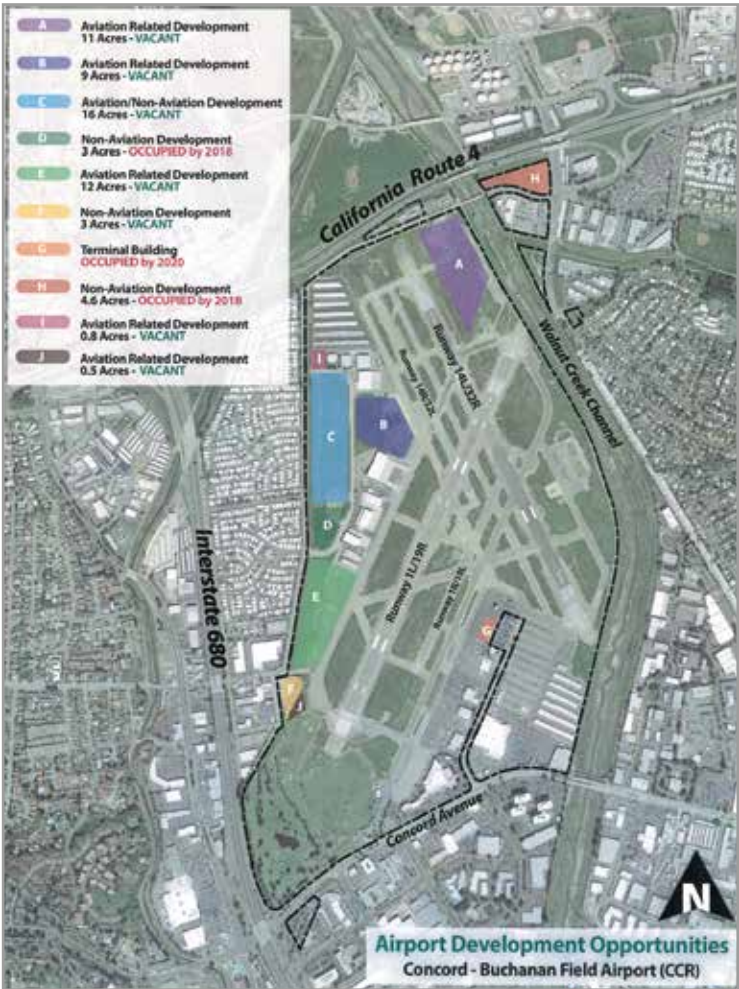 A Aviation Related Development
11 Acres - VACANT
B Aviation Related Development
9 Acres - VACANT
C Aviation/Non-Aviation Development
16 Acres - VACANT
D Non-Aviation Development
3 Acres - OCCUPIED by 2018
E Aviation Related Development
12 Acres - VACANT
F Non-Aviation Development
3 Acres - VACANT
G Terminal Building
OCCUPIED by 2020
H Non-Aviation Development
4.6 Acres - OCCUPIED by 2018
I Aviation Related Development
0.8 Acres - VACANT
J Aviation Related Development
0.5 Acres - VACANT
California Route 4
H
A
Walnut Creek Channel
Runway 14L/32R
Runway 14R/32L
I
C
B
D
Interstate 680
Runway 1L/19R
E
G
F
Concord Avenue
N
Airport Development Opportunities
Concord - Buchanan Field Airport (CCR)